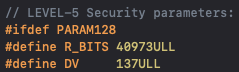 // LEVEL-5 Security parameters:
#ifdef PARAM128
#define R_BITS 40973ULL
#define DV     137ULL